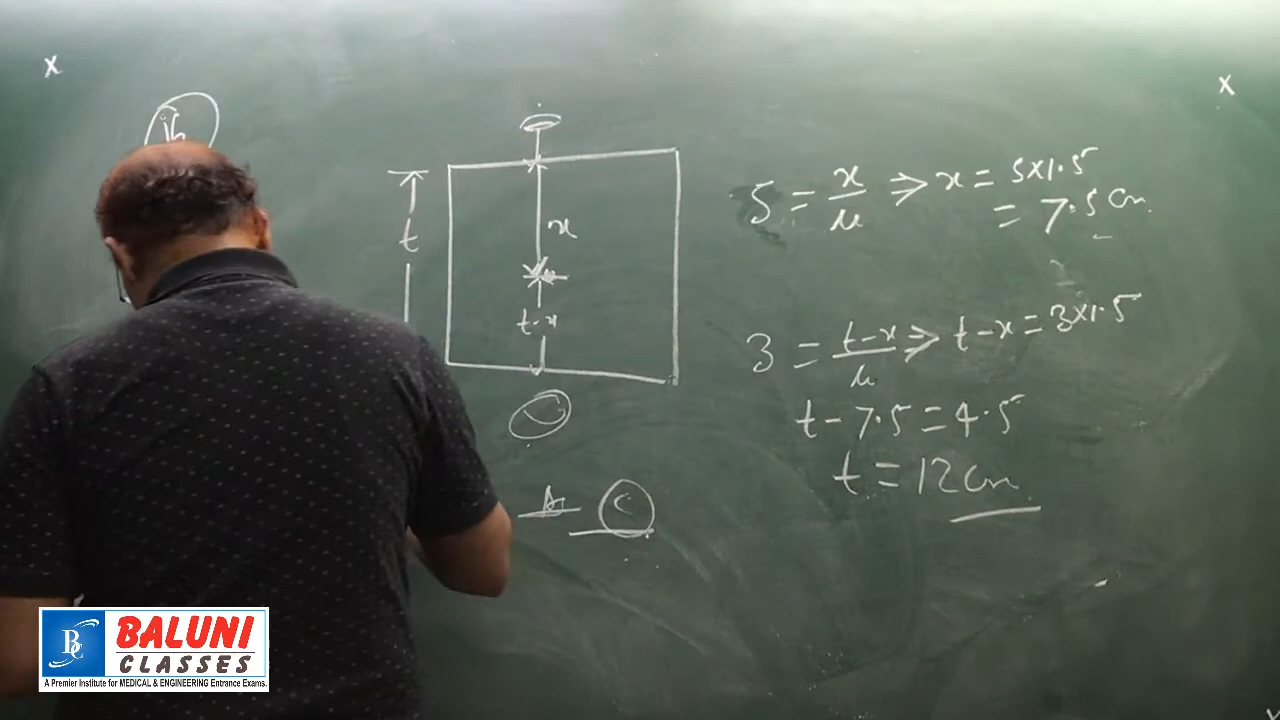 x
x
t
x
t-x
5 = x/μ ⇒ x = 5×1.5
= 7.5 cm.
3 = t-x/μ ⇒ t-x = 3×1.5
t - 7.5 = 4.5
t = 12 cm
C
BC
BALUNI
CLASSES
A Premier Institute for MEDICAL & ENGINEERING Entrance Exams.